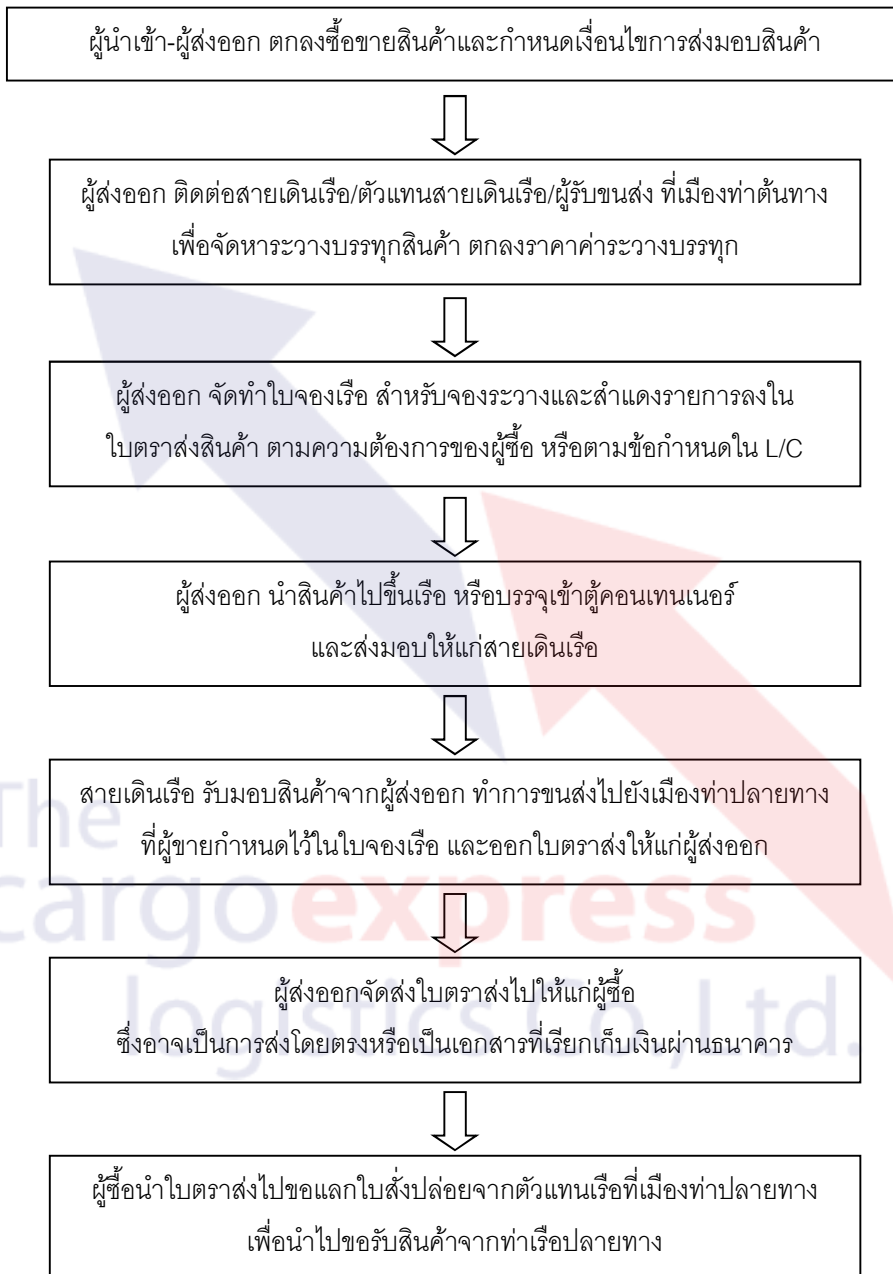 ผู้นำเข้า-ผู้ส่งออก ตกลงซื้อขายสินค้าและกำหนดเงื่อนไขการส่งมอบสินค้า
ผู้ส่งออก ติดต่อสายเดินเรือ/ตัวแทนสายเดินเรือ/ผู้รับขนส่ง ที่เมืองท่าต้นทาง
เพื่อจัดหาระวางบรรทุกสินค้า ตกลงราคาค่าระวางบรรทุก
ผู้ส่งออก จัดทำใบจองเรือ สำหรับจองระวางและสำแดงรายการลงใน
ใบตราส่งสินค้า ตามความต้องการของผู้ซื้อ หรือตามข้อกำหนดใน L/C
ผู้ส่งออก นำสินค้าไปขึ้นเรือ หรือบรรจุเข้าตู้คอนเทนเนอร์
และส่งมอบให้แก่สายเดินเรือ
สายเดินเรือ รับมอบสินค้าจากผู้ส่งออก ทำการขนส่งไปยังเมืองท่าปลายทาง
ที่ผู้ขายกำหนดไว้ในใบจองเรือ และออกใบตราส่งให้แก่ผู้ส่งออก
The
cargo express
logistics Co.,Ltd.
ผู้ส่งออกจัดส่งใบตราส่งไปให้แก่ผู้ซื้อ
ซึ่งอาจเป็นการส่งโดยตรงหรือเป็นเอกสารที่เรียกเก็บเงินผ่านธนาคาร
ผู้ซื้อนำใบตราส่งไปขอแลกใบสั่งปล่อยจากตัวแทนเรือที่เมืองท่าปลายทาง
เพื่อนำไปขอรับสินค้าจากท่าเรือปลายทาง